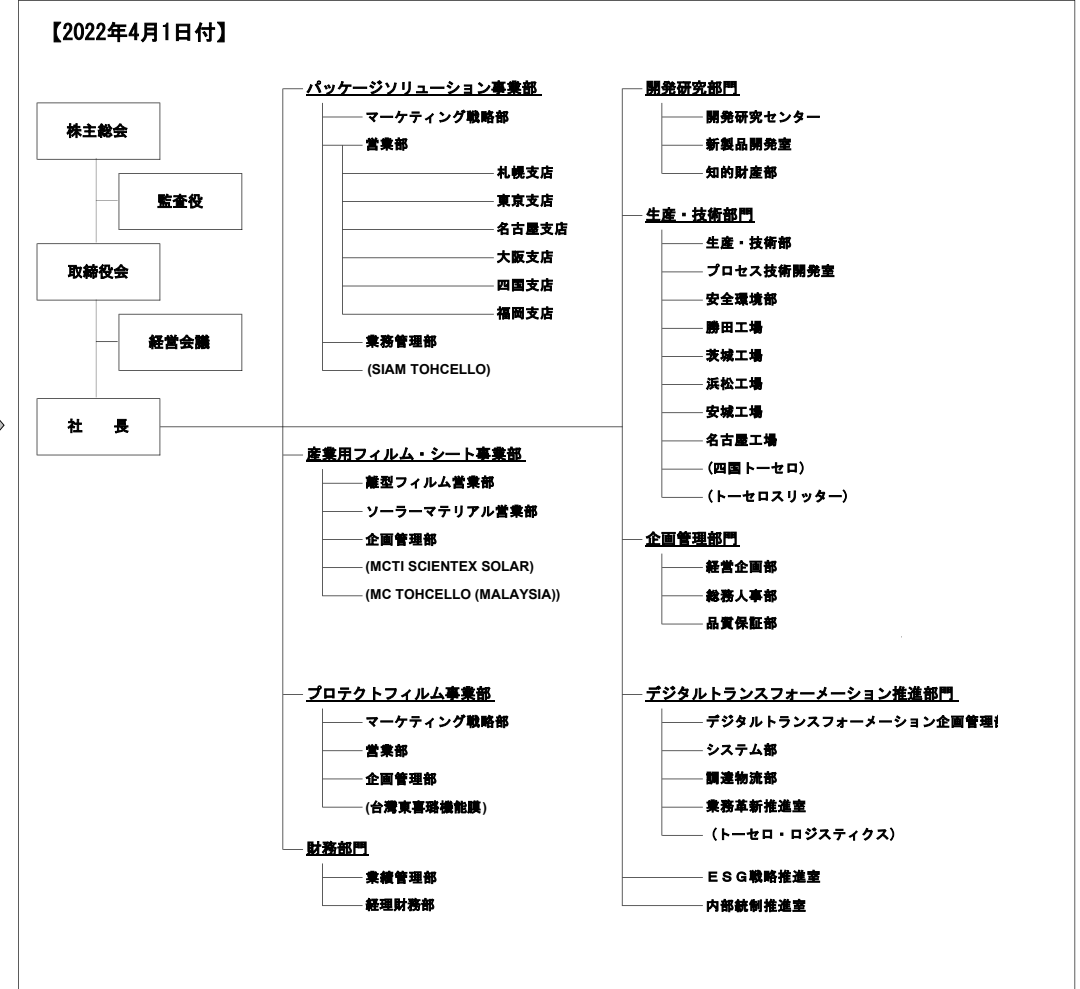 【2022年4月1日付】
株主総会
監査役
取締役会
経営会議
社　　長
パッケージソリューション事業部
マーケティング戦略部
営業部
札幌支店
東京支店
名古屋支店
大阪支店
四国支店
福岡支店
業務管理部
(SIAM TOHCELLO)
産業用フィルム・シート事業部
離型フィルム営業部
ソーラーマテリアル営業部
企画管理部
(MCTI SCIENTEX SOLAR)
(MC TOHCELLO (MALAYSIA))
プロテクトフィルム事業部
マーケティング戦略部
営業部
企画管理部
(台灣東喜璐機能膜)
財務部門
業績管理部
経理財務部
開発研究部門
開発研究センター
新製品開発室
知的財産部
生産・技術部門
生産・技術部
プロセス技術開発室
安全環境部
勝田工場
茨城工場
浜松工場
安城工場
名古屋工場
(四国トーセロ)
(トーセロスリッター)
企画管理部門
経営企画部
総務人事部
品質保証部
デジタルトランスフォーメーション推進部門
デジタルトランスフォーメーション企画管理
システム部
調達物流部
業務革新推進室
(トーセロ・ロジスティクス)
ＥＳＧ戦略推進室
内部統制推進室